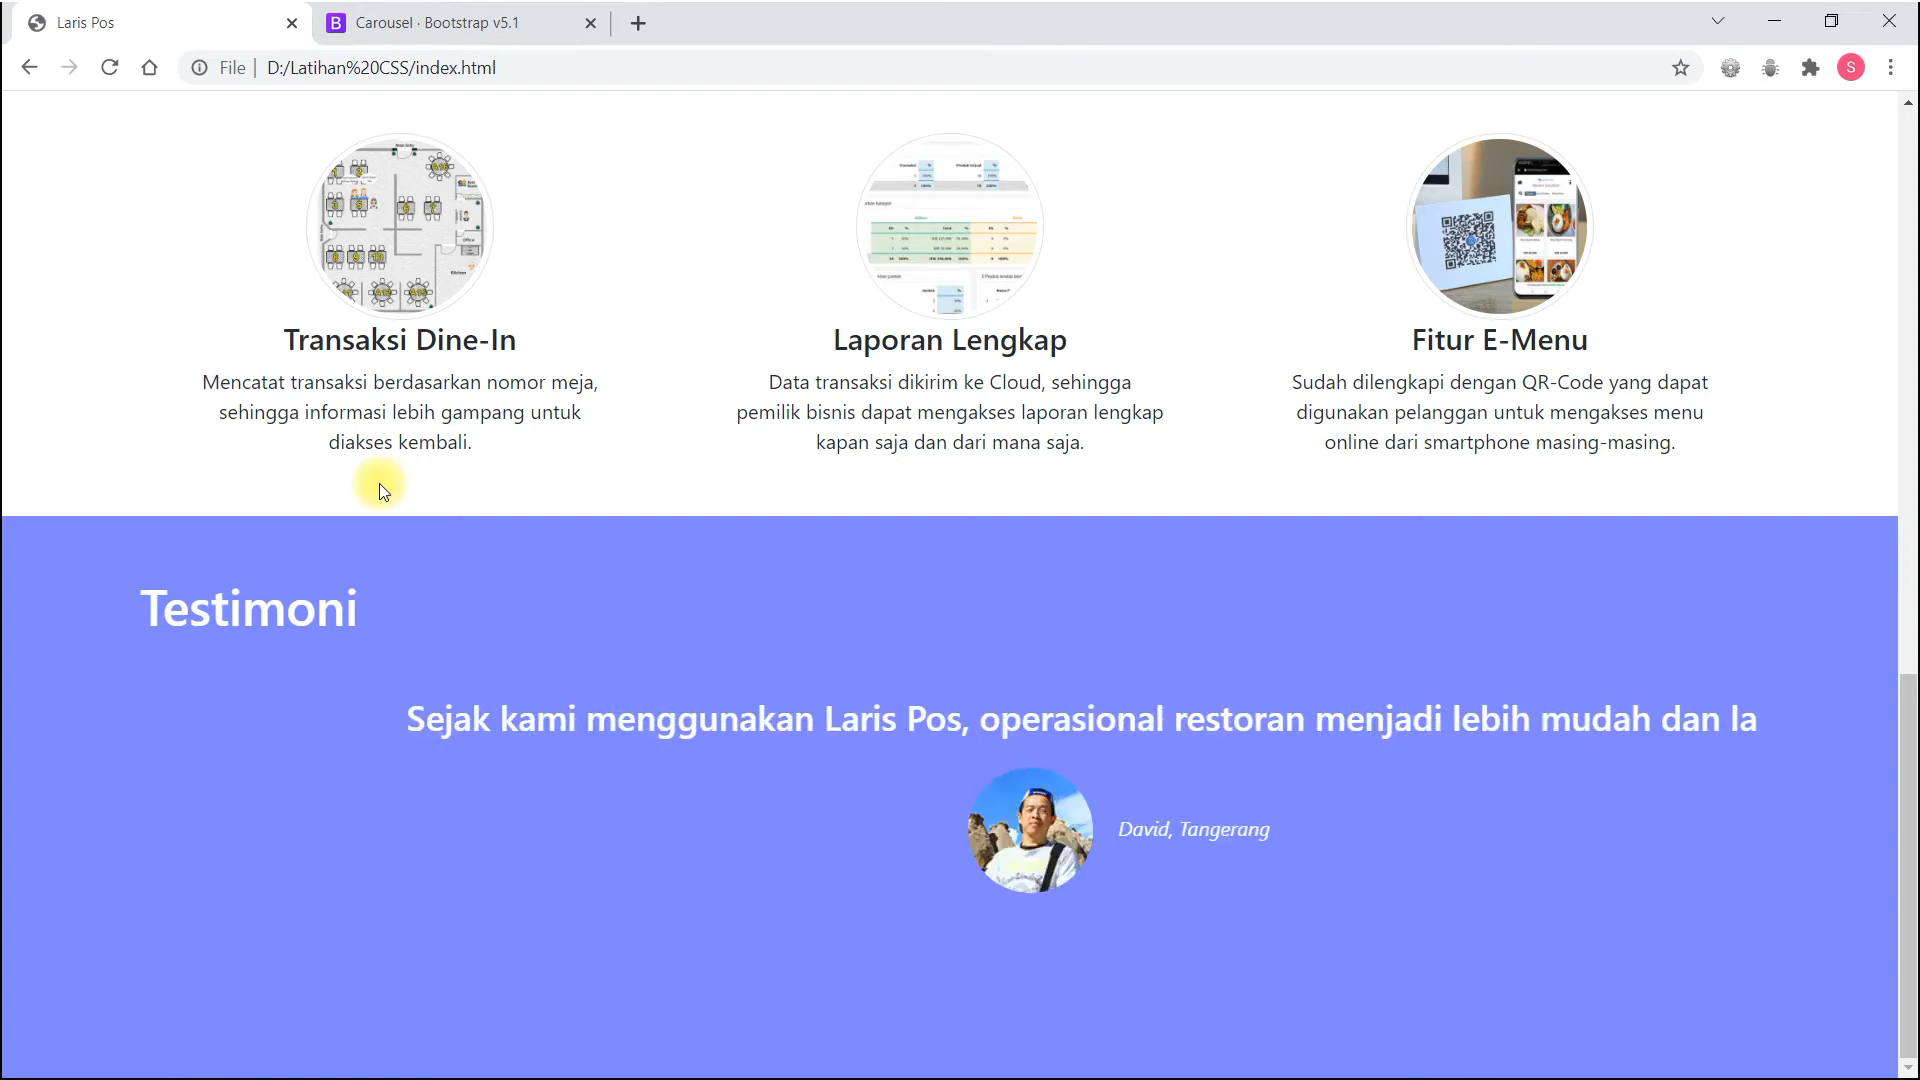 Laris Pos
Carousel · Bootstrap v5.1
File
D:/Latihan%20CSS/index.html
S
Transaksi Dine-In
Mencatat transaksi berdasarkan nomor meja,
sehingga informasi lebih gampang untuk
diakses kembali.
Laporan Lengkap
Data transaksi dikirim ke Cloud, sehingga
pemilik bisnis dapat mengakses laporan lengkap
kapan saja dan dari mana saja.
Fitur E-Menu
Sudah dilengkapi dengan QR-Code yang dapat
digunakan pelanggan untuk mengakses menu
online dari smartphone masing-masing.
Testimoni
Sejak kami menggunakan Laris Pos, operasional restoran menjadi lebih mudah dan la
David, Tangerang